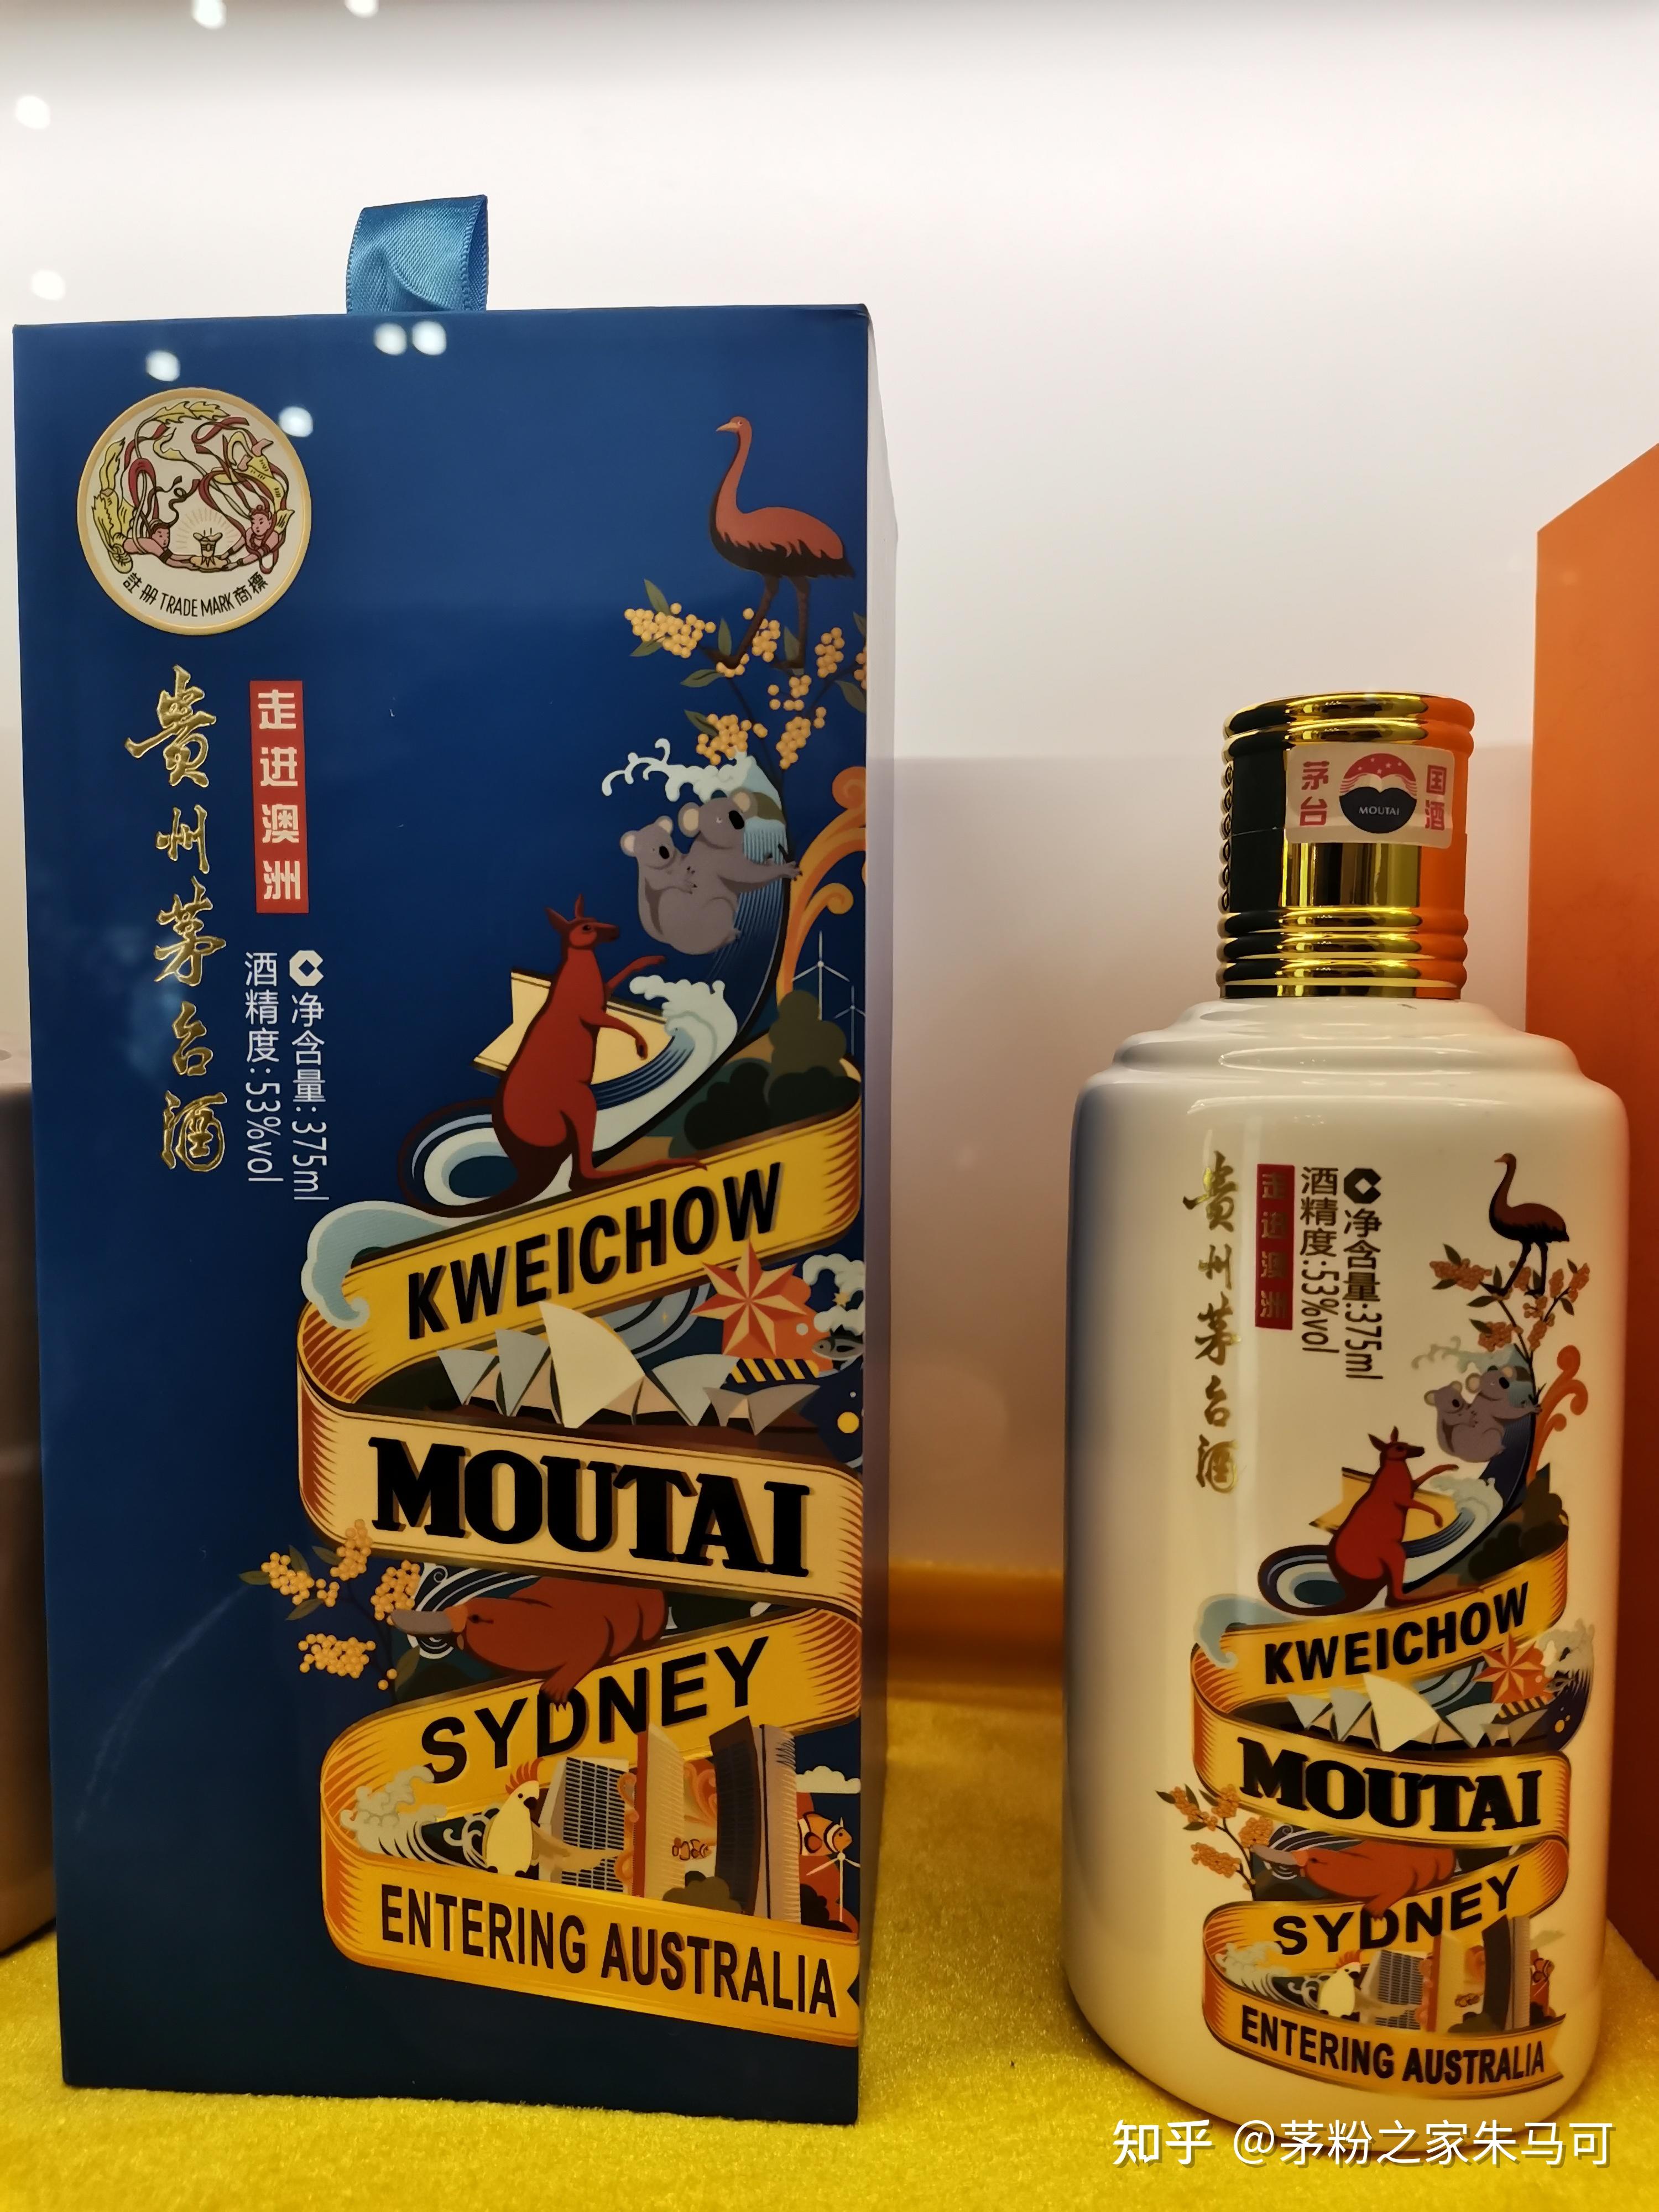 註册 TRADE MARK 商標
貴州茅台酒
走进澳洲
净含量:375ml
酒精度:53%vol
KWEICHOW
MOUTAI
SYDNEY
ENTERING AUSTRALIA
茅台
MOUTAI
国酒
貴州茅台酒
走进澳洲
酒精度:53%vol
净含量:375ml
KWEICHOW
MOUTAI
SYDNEY
ENTERING AUSTRALIA
知乎 @茅粉之家朱马可